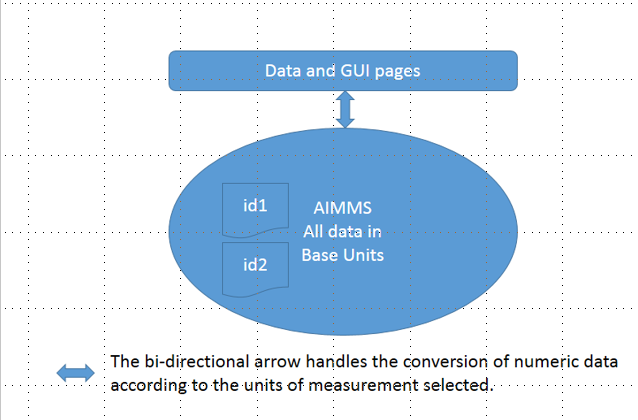 Data and GUI pages
id1
AIMMS
All data in
Base Units
id2
The bi-directional arrow handles the conversion of numeric data
according to the units of measurement selected.